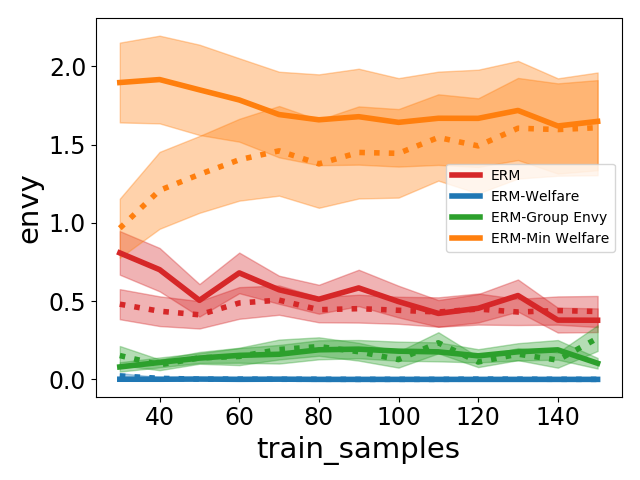 2.0
1.5
1.0
0.5
0.0
envy
ERM
ERM-Welfare
ERM-Group Envy
ERM-Min Welfare
40 60 80 100 120 140
train_samples